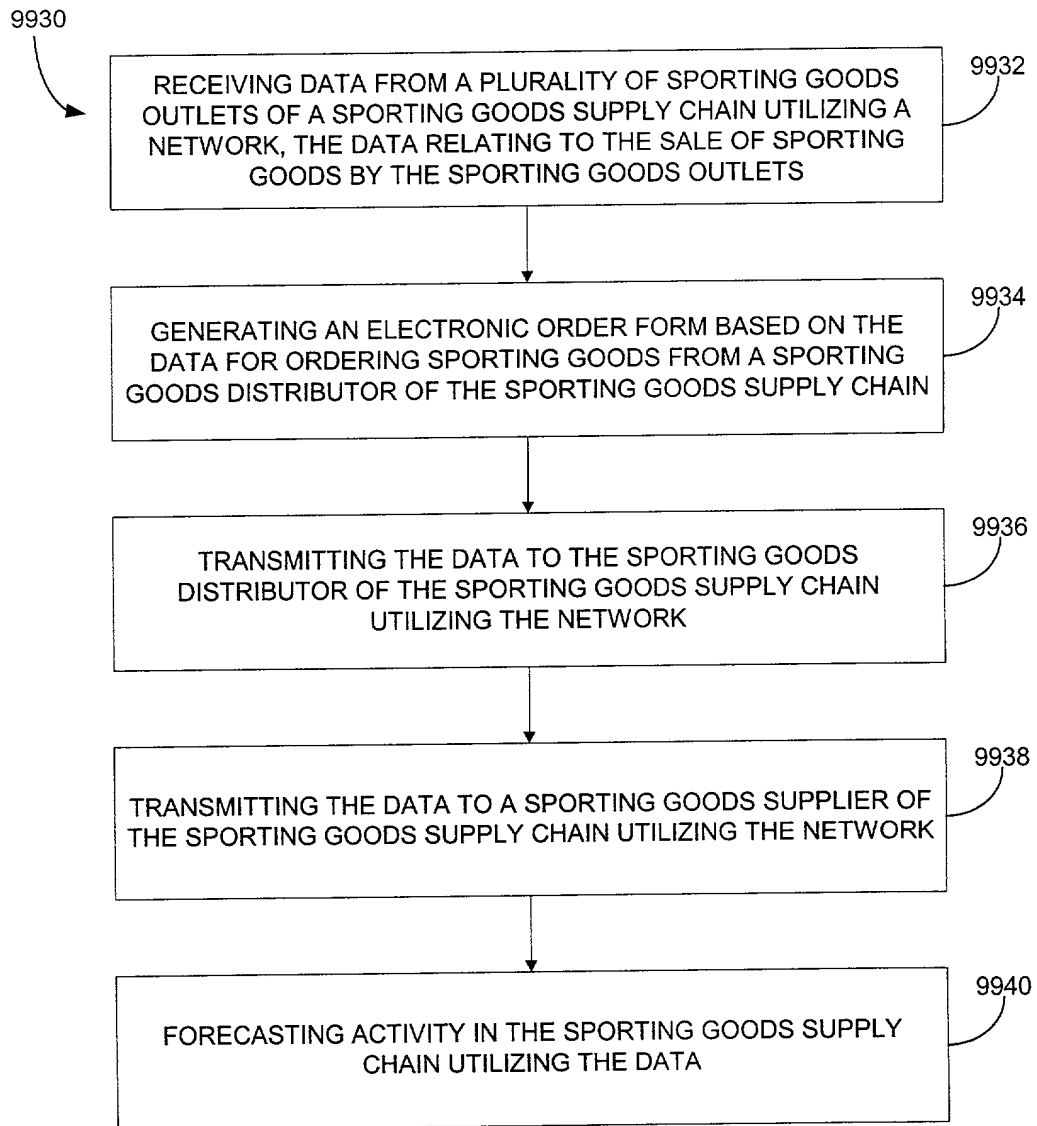 9930
RECEIVING DATA FROM A PLURALITY OF SPORTING GOODS
OUTLETS OF A SPORTING GOODS SUPPLY CHAIN UTILIZING A
NETWORK, THE DATA RELATING TO THE SALE OF SPORTING
GOODS BY THE SPORTING GOODS OUTLETS
9932
GENERATING AN ELECTRONIC ORDER FORM BASED ON THE
DATA FOR ORDERING SPORTING GOODS FROM A SPORTING
GOODS DISTRIBUTOR OF THE SPORTING GOODS SUPPLY CHAIN
9934
TRANSMITTING THE DATA TO THE SPORTING GOODS
DISTRIBUTOR OF THE SPORTING GOODS SUPPLY CHAIN
UTILIZING THE NETWORK
9936
TRANSMITTING THE DATA TO A SPORTING GOODS SUPPLIER OF
THE SPORTING GOODS SUPPLY CHAIN UTILIZING THE NETWORK
9938
FORECASTING ACTIVITY IN THE SPORTING GOODS SUPPLY
CHAIN UTILIZING THE DATA
9940